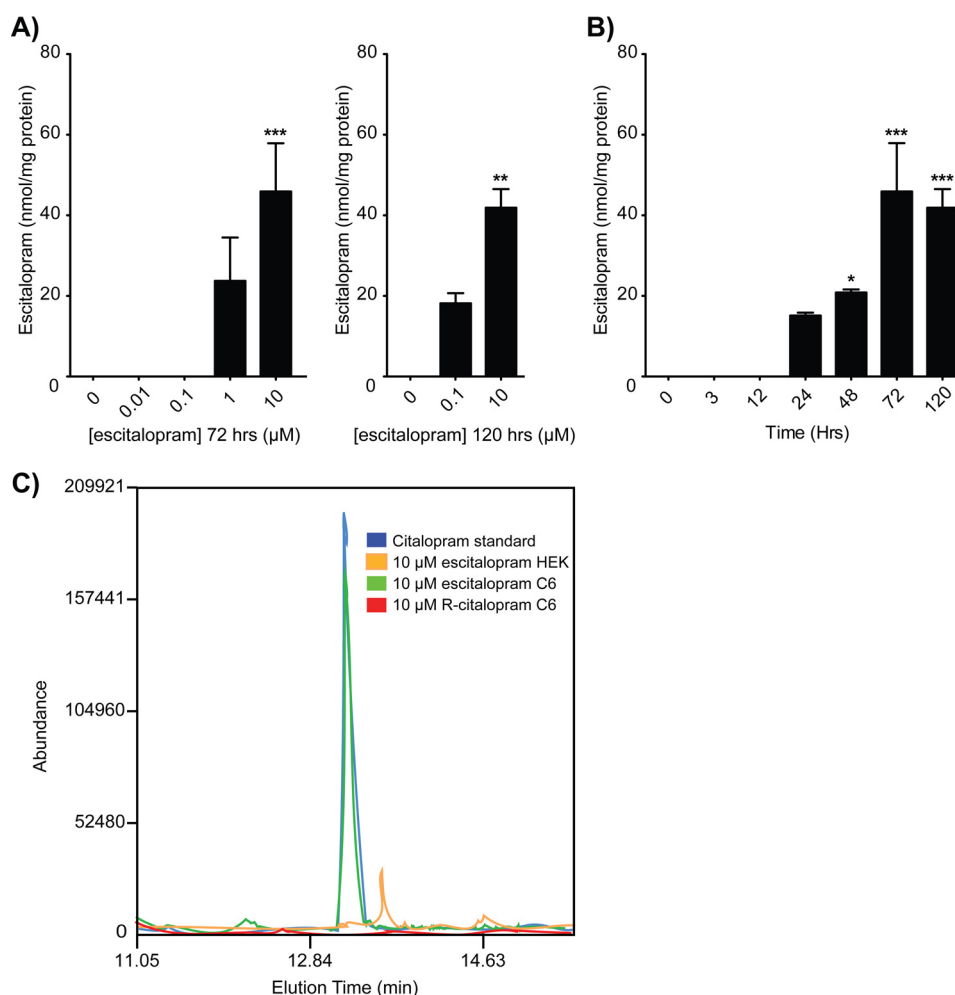 A)
B)
Escitalopram (nmol/mg protein)
80
60
40
20
0
***
0
0.01
0.1
1
10
[escitalopram] 72 hrs (µM)
Escitalopram (nmol/mg protein)
80
60
40
20
0
**
0
0.1
10
[escitalopram] 120 hrs (µM)
Escitalopram (nmol/mg protein)
80
60
40
20
0
*
***
***
0
3
12
24
48
72
120
Time (Hrs)
C)
Abundance
209921
157441
104960
52480
0
Citalopram standard
10 µM escitalopram HEK
10 µM escitalopram C6
10 µM R-citalopram C6
11.05
12.84
14.63
Elution Time (min)